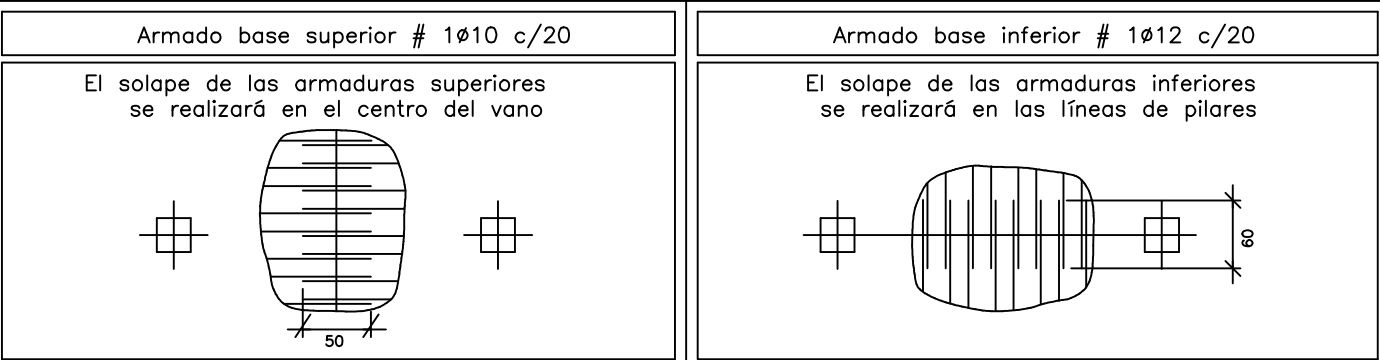 Armado base superior # 1ø10 c/20
El solape de las armaduras superiores
se realizará en el centro del vano
50
Armado base inferior # 1ø12 c/20
El solape de las armaduras inferiores
se realizará en las líneas de pilares
60